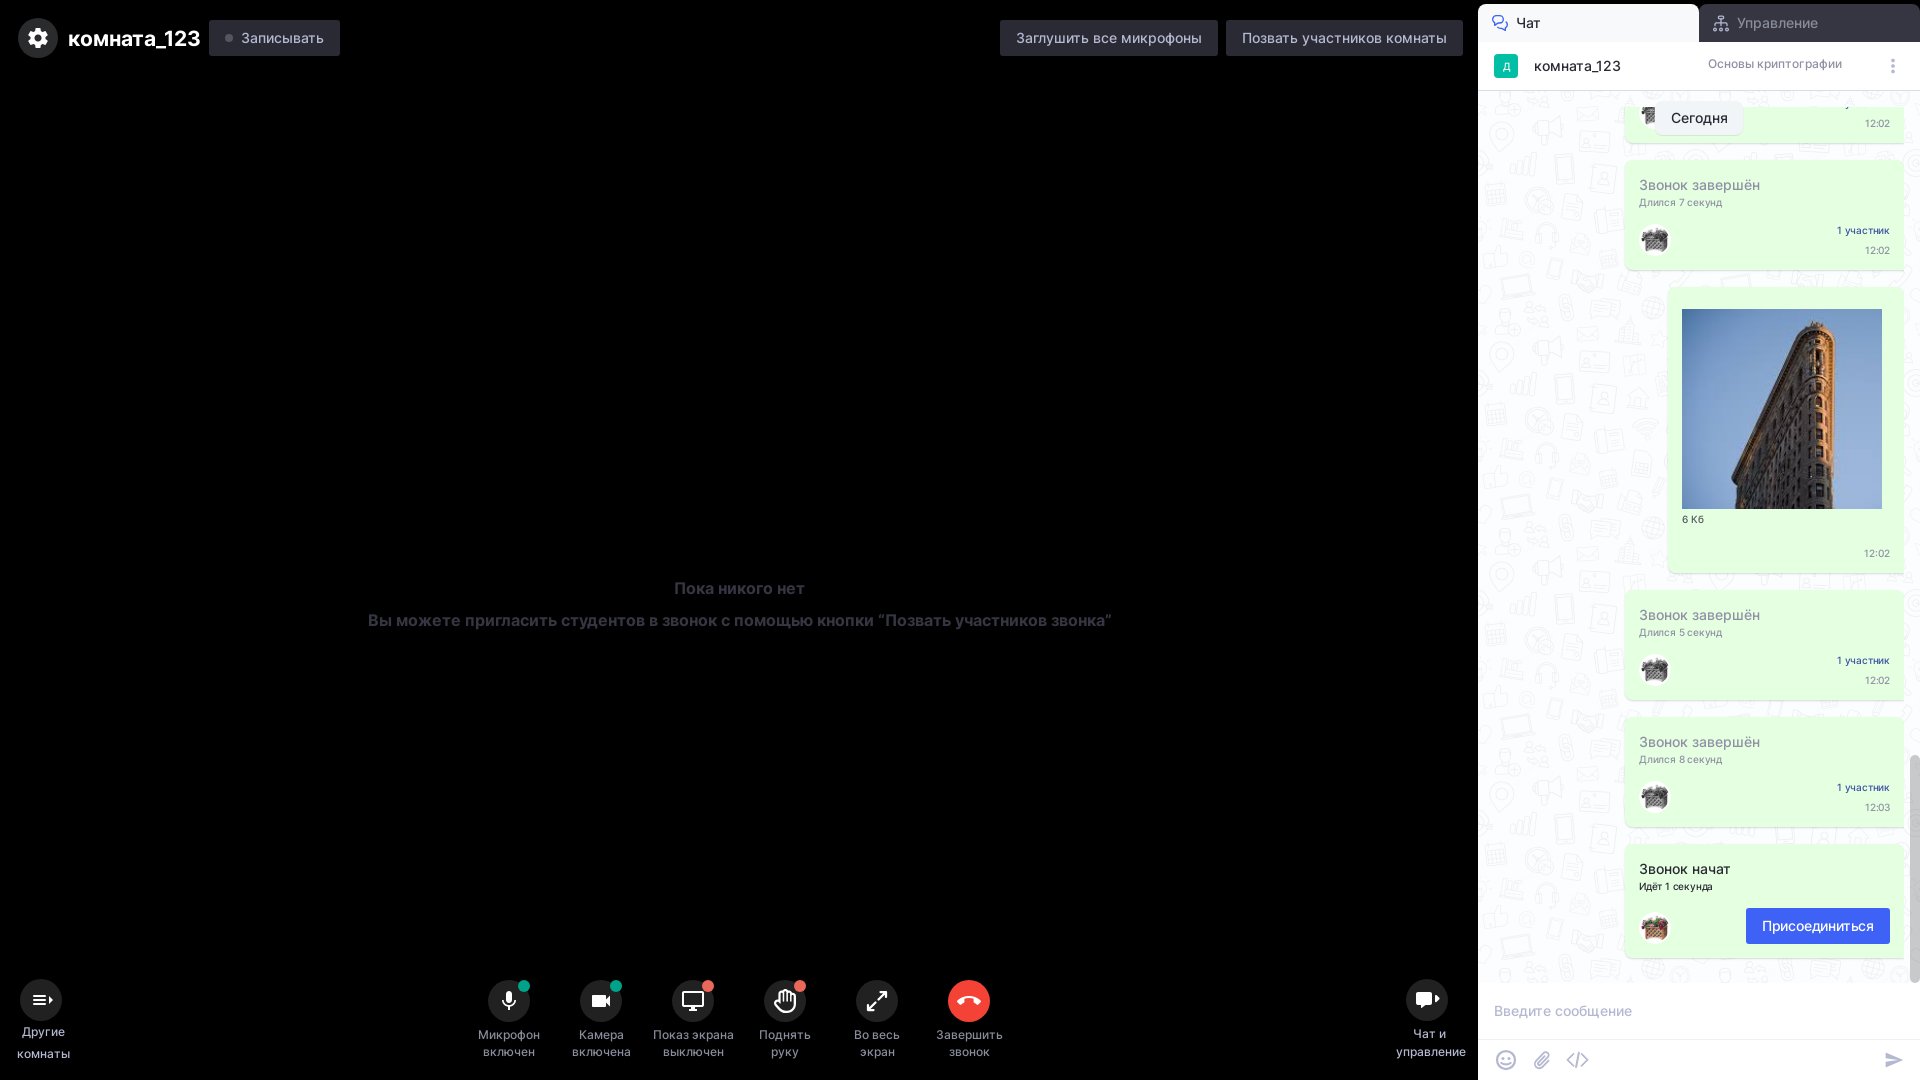 комната_123
Записывать
Заглушить все микрофоны
Позвать участников комнаты
Чат
Управление
Д
комната_123
Основы криптографии
Сегодня
12:02
Звонок завершён
Длился 7 секунд
1 участник
12:02
6 Кб
12:02
Звонок завершён
Длился 5 секунд
1 участник
12:02
Звонок завершён
Длился 8 секунд
1 участник
12:03
Звонок начат
Идёт 1 секунда
Присоединиться
Введите сообщение
Пока никого нет
Вы можете пригласить студентов в звонок с помощью кнопки “Позвать участников звонка”
Другие
комнаты
Микрофон
включен
Камера
включена
Показ экрана
выключен
Поднять
руку
Во весь
экран
Завершить
звонок
Чат и
управление